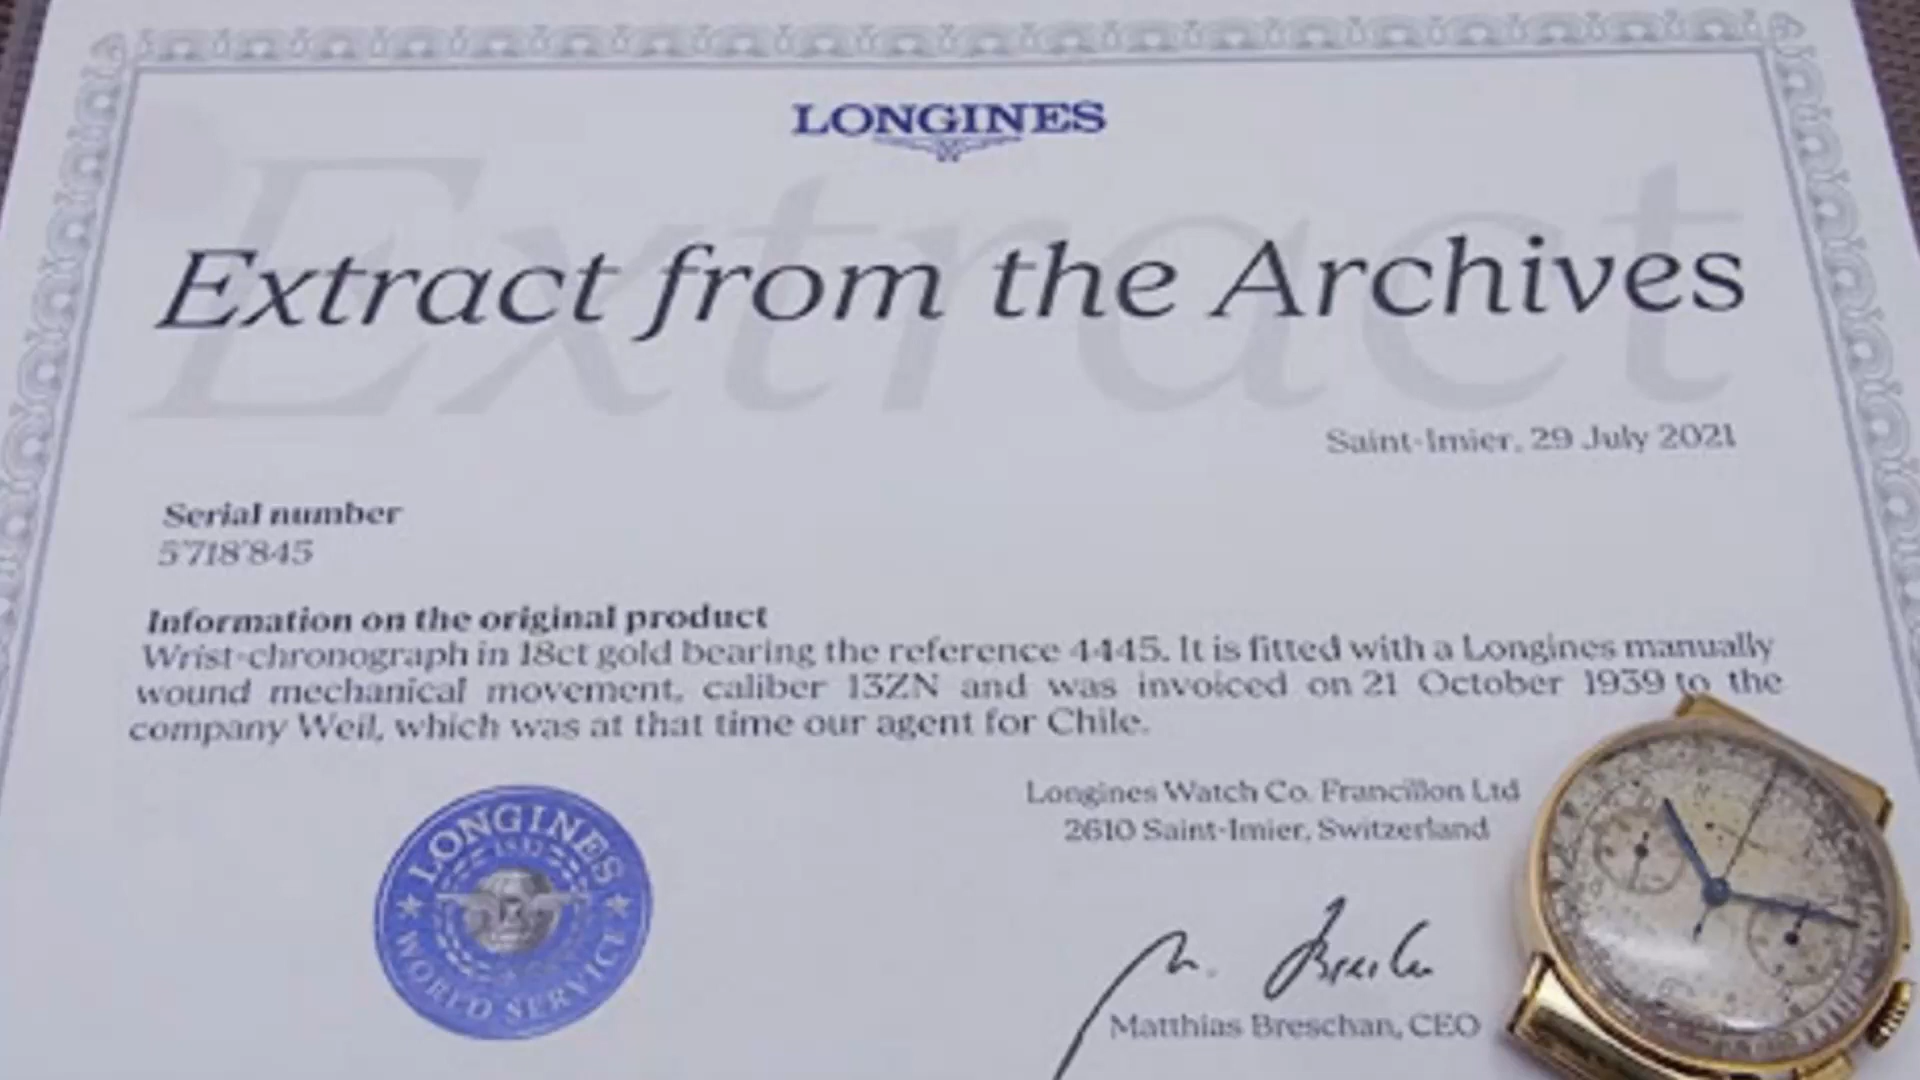 LONGINES
Extract
Extract from the Archives
Saint-Imier, 29 July 2021
Serial number
5'718'845
Information on the original product
Wrist-chronograph in 18ct gold bearing the reference 4445. It is fitted with a Longines manually
wound mechanical movement, caliber 13ZN and was invoiced on 21 October 1939 to the
company Weil, which was at that time our agent for Chile.
Longines Watch Co. Francillon Ltd
2610 Saint-Imier, Switzerland
LONGINES
1832
WORLD SERVICE
M. Breschan
Matthias Breschan, CEO